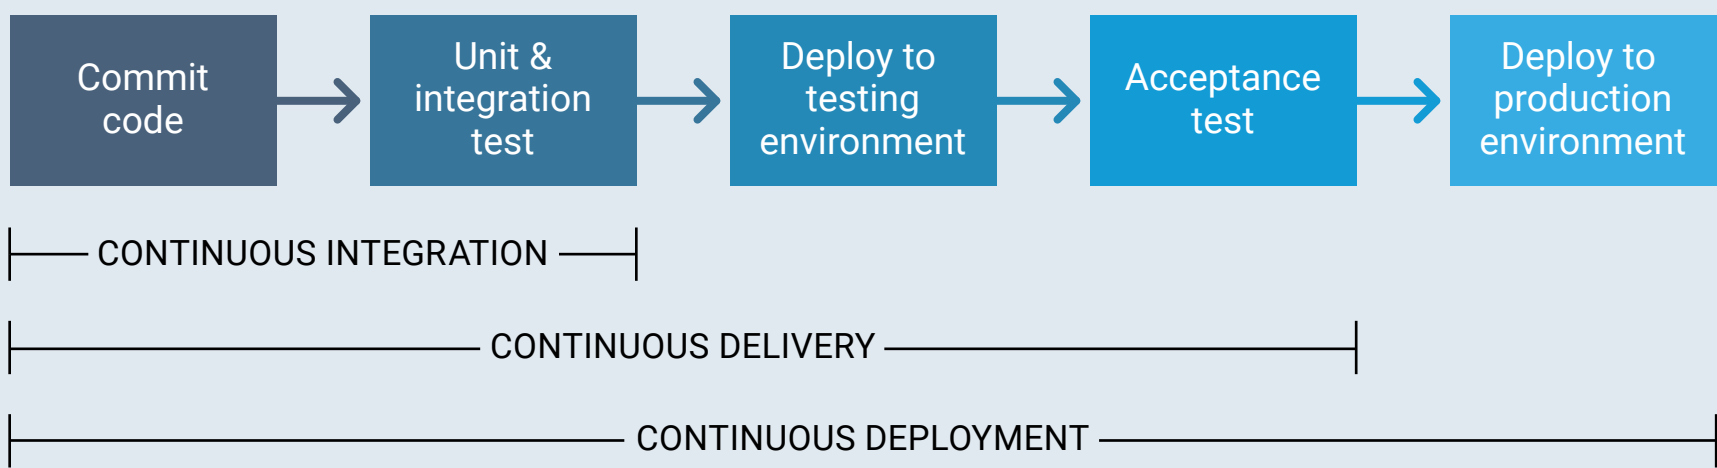 Commit
code
Unit &
integration
test
Deploy to
testing
environment
Acceptance
test
Deploy to
production
environment
CONTINUOUS INTEGRATION
CONTINUOUS DELIVERY
CONTINUOUS DEPLOYMENT